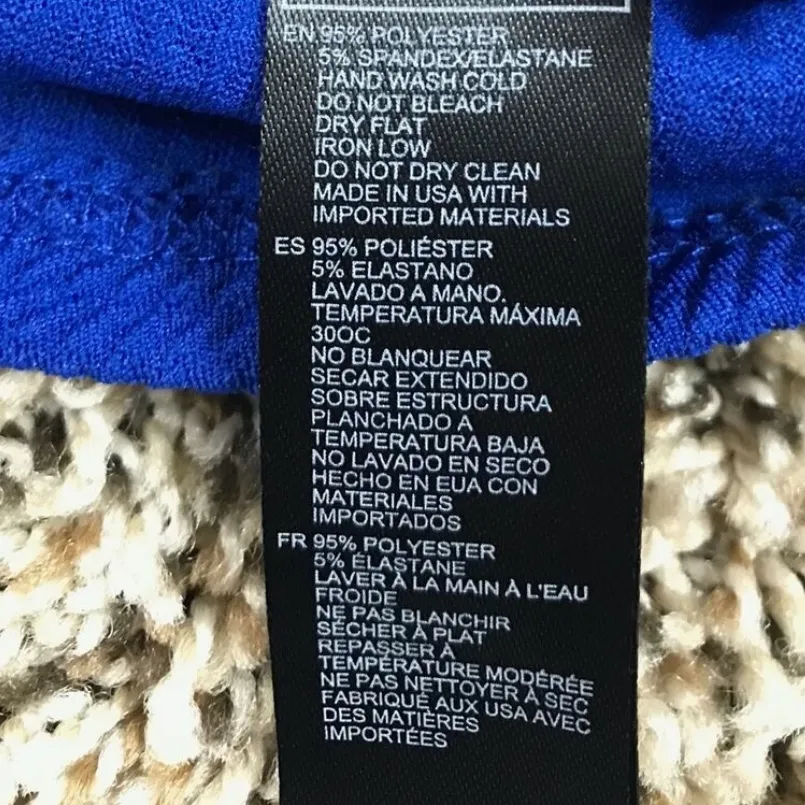 EN 95% POLYESTER
5% SPANDEX/ELASTANE
HAND WASH COLD
DO NOT BLEACH
DRY FLAT
IRON LOW
DO NOT DRY CLEAN
MADE IN USA WITH
IMPORTED MATERIALS
ES 95% POLIÉSTER
5% ELASTANO
LAVADO A MANO.
TEMPERATURA MÁXIMA
30OC
NO BLANQUEAR
SECAR EXTENDIDO
SOBRE ESTRUCTURA
PLANCHADO A
TEMPERATURA BAJA
NO LAVADO EN SECO
HECHO EN EUA CON
MATERIALES
IMPORTADOS
FR 95% POLYESTER
5% ÉLASTANE
LAVER À LA MAIN À L'EAU
FROIDE
NE PAS BLANCHIR
SÉCHER À PLAT
REPASSER À
TEMPÉRATURE MODÉRÉE
NE PAS NETTOYER À SEC
FABRIQUÉ AUX USA AVEC
DES MATIÈRES
IMPORTÉES